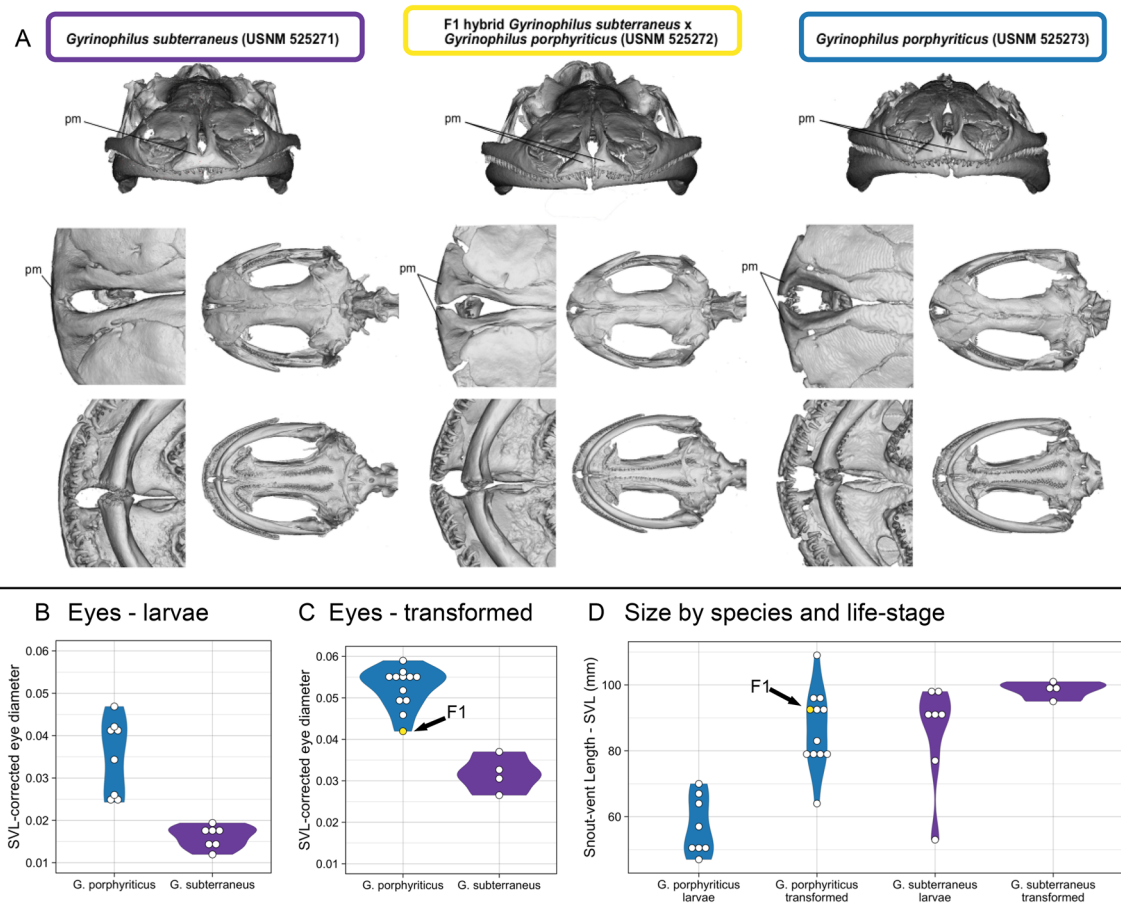 A
Gyrinophilus subterraneus (USNM 525271)
F1 hybrid Gyrinophilus subterraneus x
Gyrinophilus porphyriticus (USNM 525272)
Gyrinophilus porphyriticus (USNM 525273)
pm
pm
pm
pm
pm
pm
B Eyes - larvae
SVL-corrected eye diameter
0.06
0.05
0.04
0.03
0.02
0.01
G. porphyriticus
G. subterraneus
C Eyes - transformed
SVL-corrected eye diameter
0.06
0.05
0.04
0.03
0.02
0.01
F1
G. porphyriticus
G. subterraneus
D Size by species and life-stage
Snout-vent Length - SVL (mm)
100
80
60
F1
G. porphyriticus
larvae
G. porphyriticus
transformed
G. subterraneus
larvae
G. subterraneus
transformed